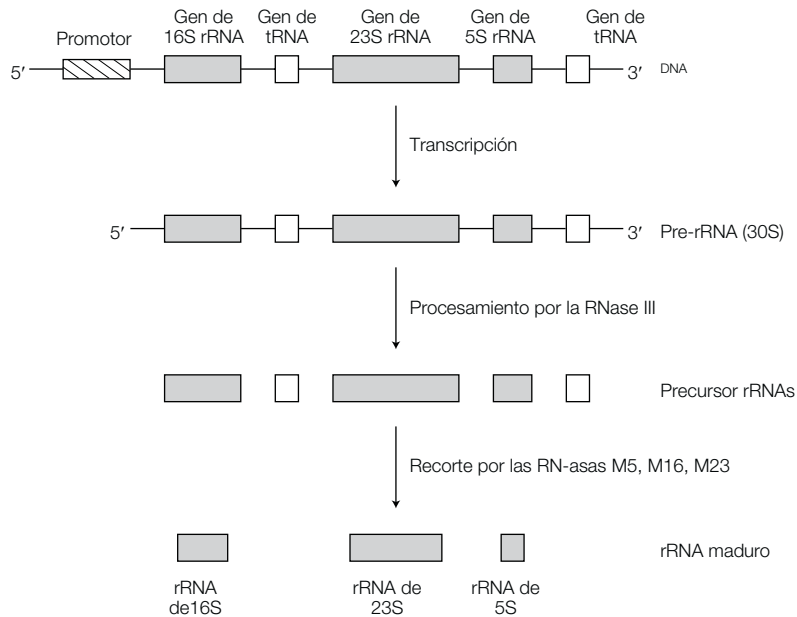 Gen de
16S rRNA
Gen de
tRNA
Gen de
23S rRNA
Gen de
5S rRNA
Gen de
tRNA
Promotor
5′
3′
DNA
Transcripción
5′
3′
Pre-rRNA (30S)
Procesamiento por la RNase III
Precursor rRNAs
Recorte por las RN-asas M5, M16, M23
rRNA maduro
rRNA
de16S
rRNA de
23S
rRNA de
5S